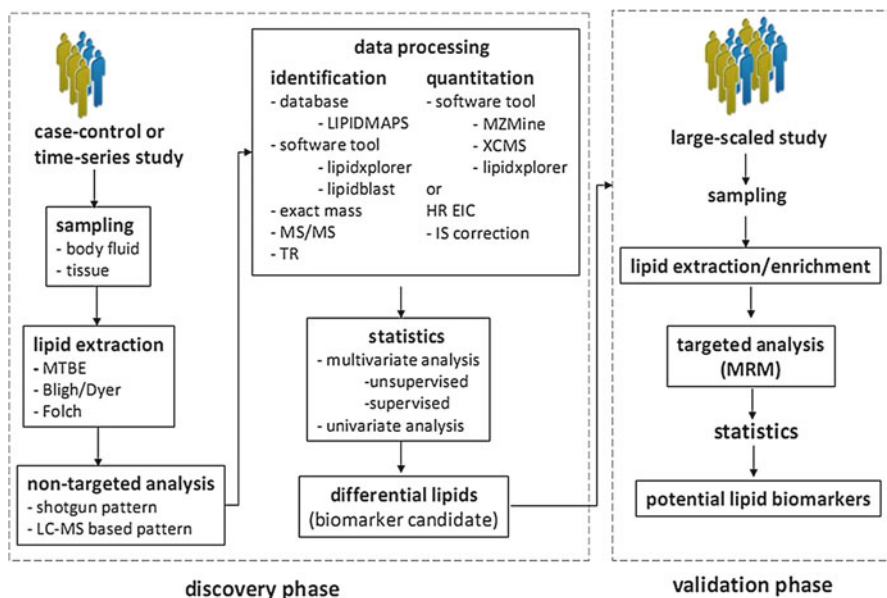 case-control or
time-series study
sampling
- body fluid
- tissue
lipid extraction
- MTBE
- Bligh/Dyer
- Folch
non-targeted analysis
- shotgun pattern
- LC-MS based pattern
data processing
identification
- database
- LIPIDMAPS
- software tool
- lipidxplorer
- lipidblast
- exact mass
- MS/MS
- TR
quantitation
- software tool
- MZMine
- XCMS
- lipidxplorer
or
HR EIC
- IS correction
statistics
- multivariate analysis
-unsupervised
-supervised
- univariate analysis
differential lipids
(biomarker candidate)
discovery phase
large-scaled study
sampling
lipid extraction/enrichment
targeted analysis
(MRM)
statistics
potential lipid biomarkers
validation phase